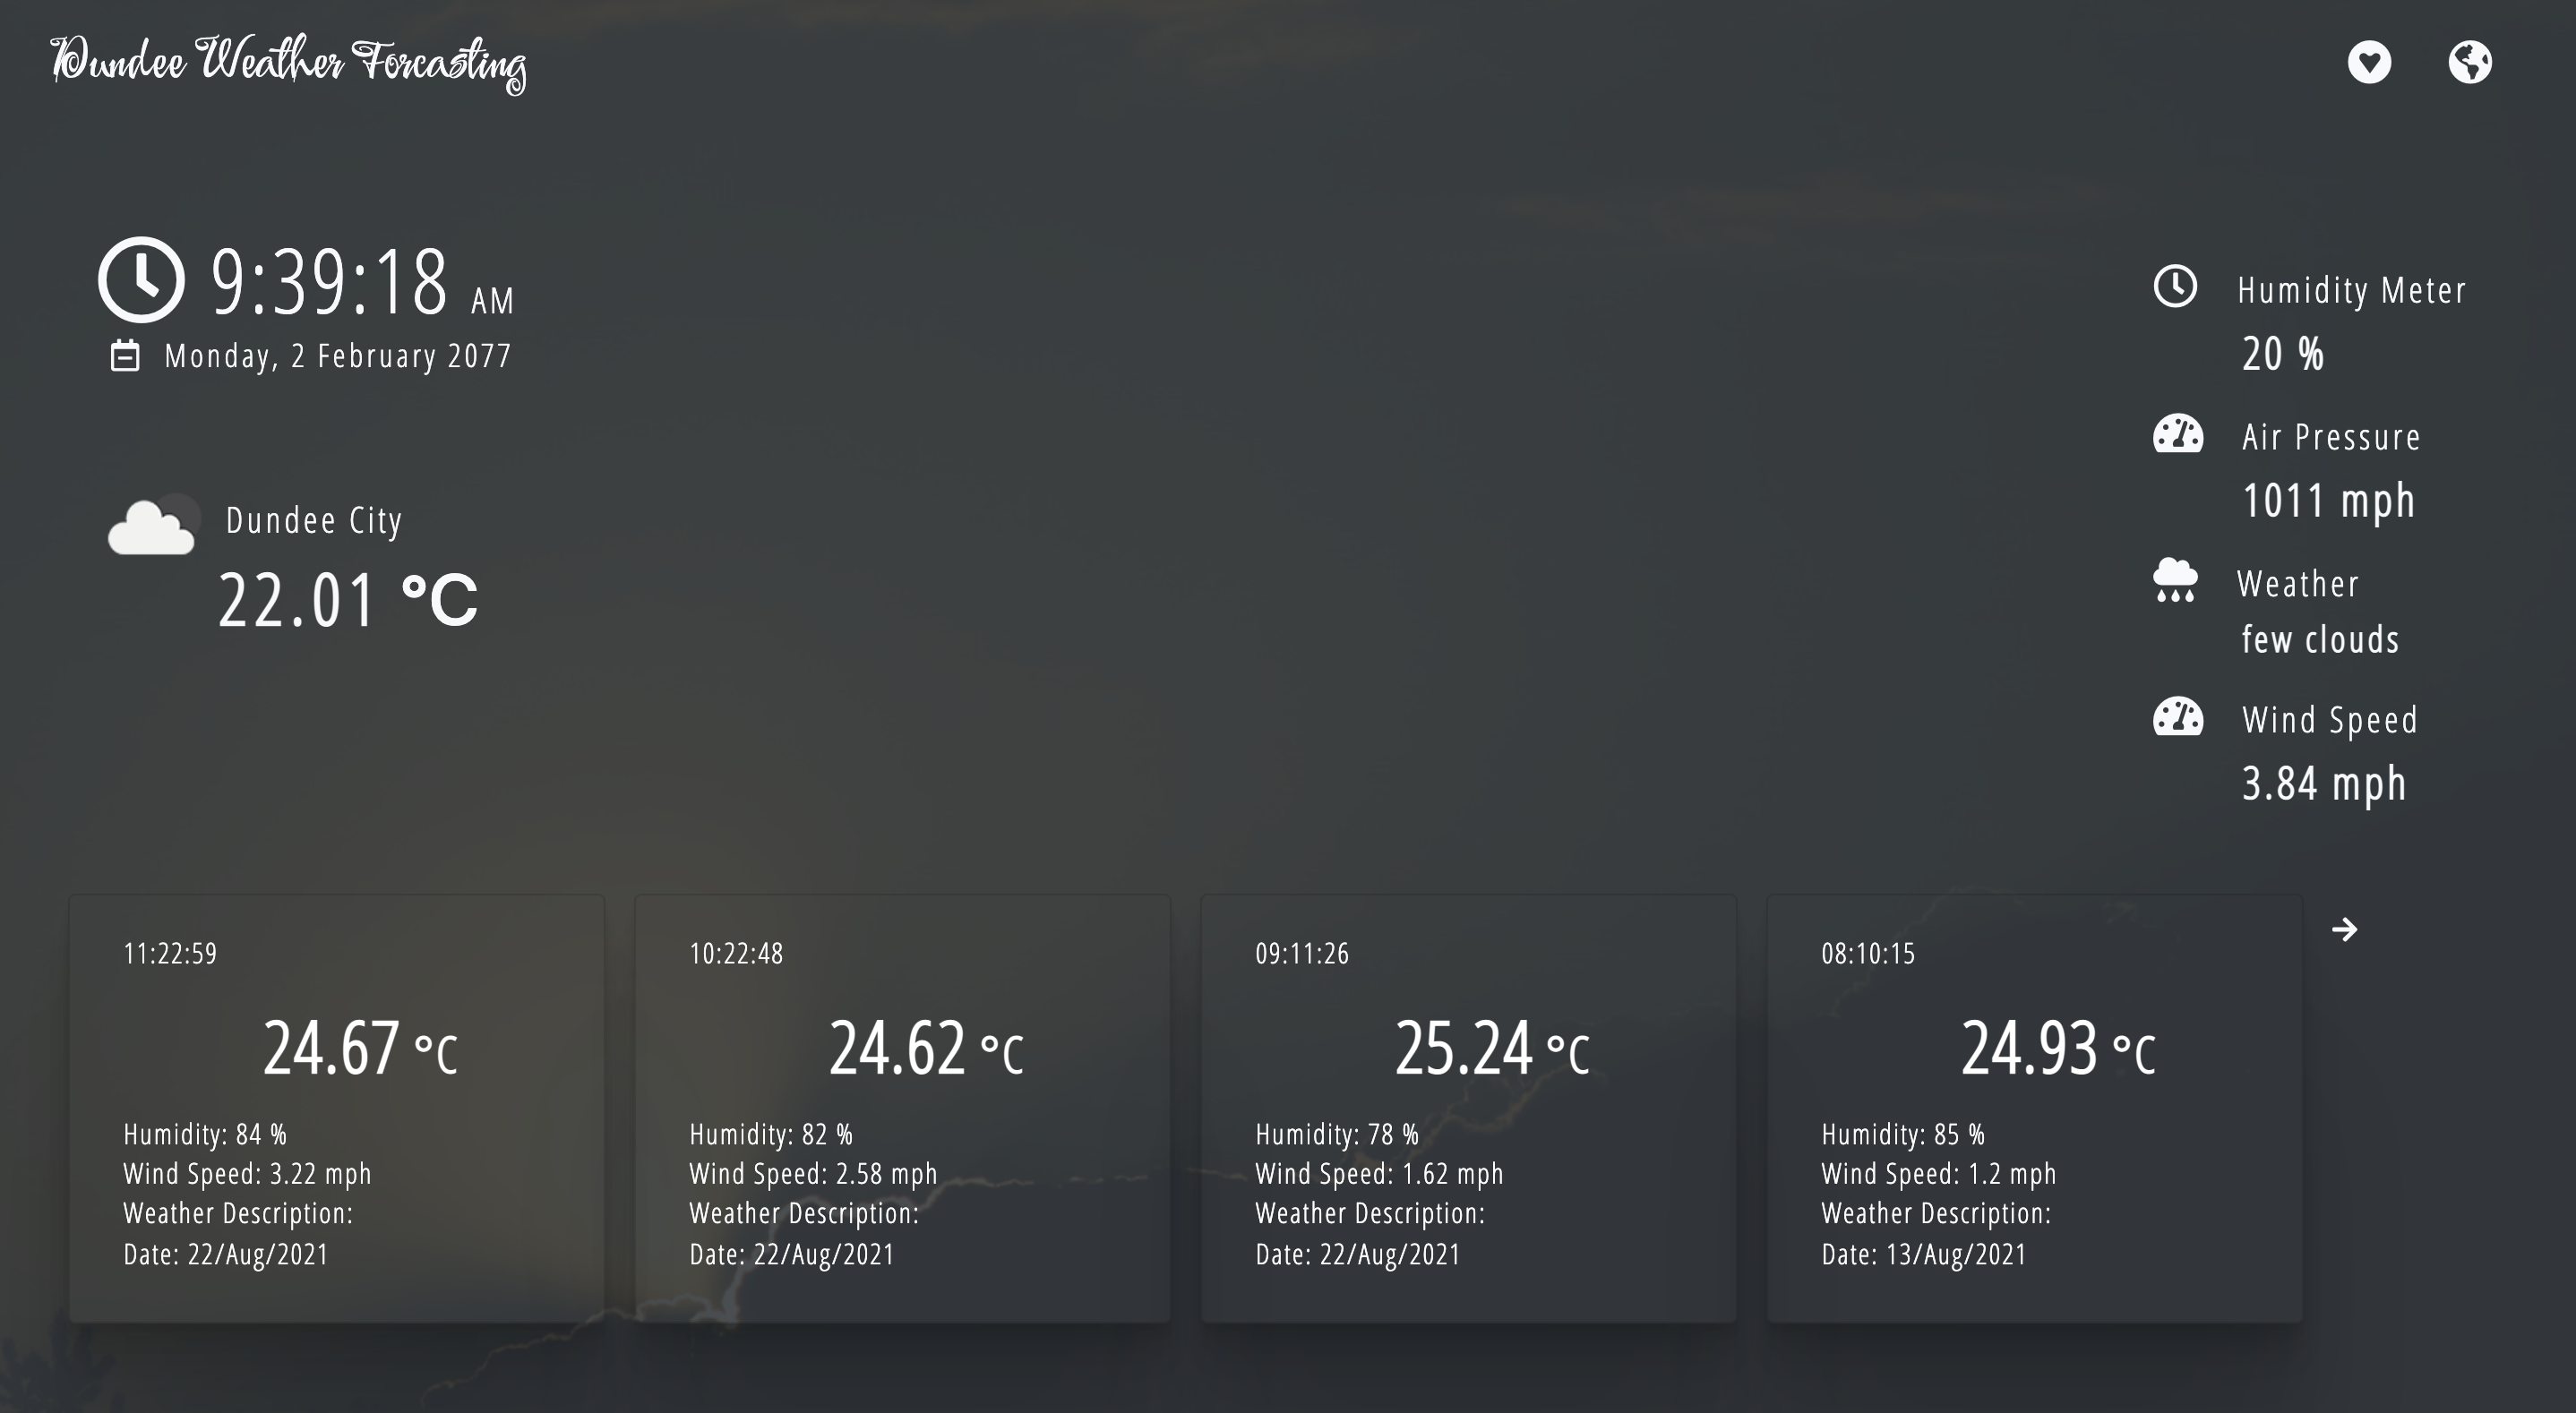 Dundee Weather Forcasting
9:39:18 AM
Monday, 2 February 2077
Dundee City
22.01 °C
Humidity Meter
20 %
Air Pressure
1011 mph
Weather
few clouds
Wind Speed
3.84 mph
11:22:59
24.67 °C
Humidity: 84 %
Wind Speed: 3.22 mph
Weather Description:
Date: 22/Aug/2021
10:22:48
24.62 °C
Humidity: 82 %
Wind Speed: 2.58 mph
Weather Description:
Date: 22/Aug/2021
09:11:26
25.24 °C
Humidity: 78 %
Wind Speed: 1.62 mph
Weather Description:
Date: 22/Aug/2021
08:10:15
24.93 °C
Humidity: 85 %
Wind Speed: 1.2 mph
Weather Description:
Date: 13/Aug/2021